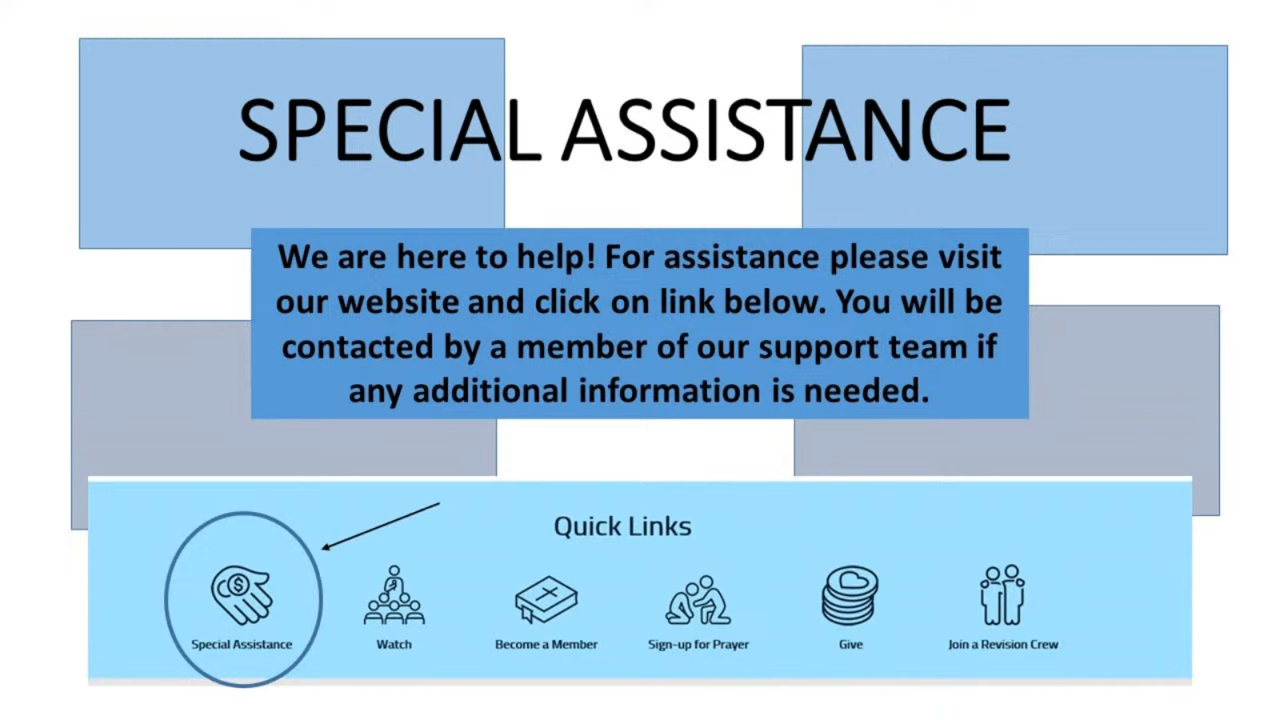 SPECIAL ASSISTANCE
We are here to help! For assistance please visit
our website and click on link below. You will be
contacted by a member of our support team if
any additional information is needed.
Quick Links
$
Special Assistance
Watch
Become a Member
Sign-up for Prayer
Give
Join a Revision Crew